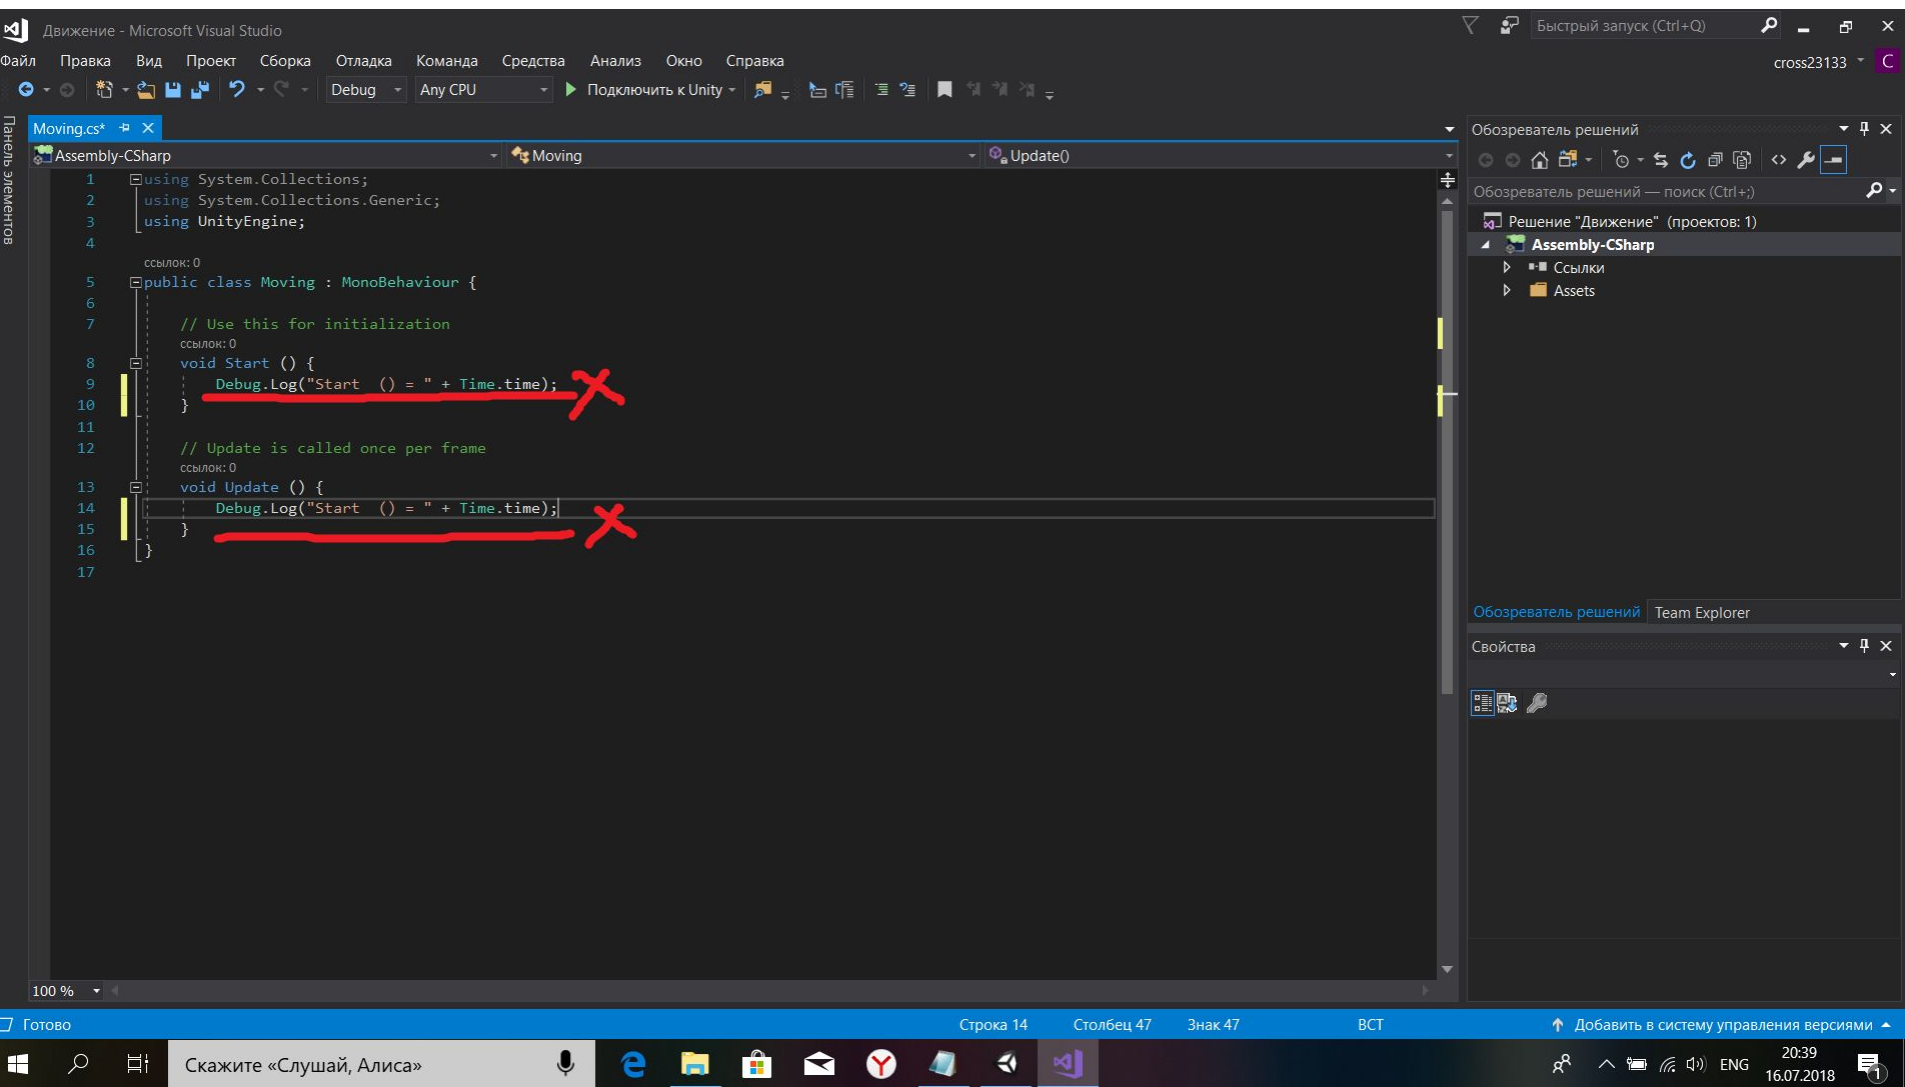 Движение - Microsoft Visual Studio
Быстрый запуск (Ctrl+Q)
Файл Правка Вид Проект Сборка Отладка Команда Средства Анализ Окно Справка
cross23133 C
Debug Any CPU Подключить к Unity
Панель элементов
Moving.cs*
Assembly-CSharp Moving Update()
1 using System.Collections;
2 using System.Collections.Generic;
3 using UnityEngine;
4
ссылок: 0
5 public class Moving : MonoBehaviour {
6
7 // Use this for initialization
ссылок: 0
8 void Start () {
9 Debug.Log("Start  () = " + Time.time);
10 }
11
12 // Update is called once per frame
ссылок: 0
13 void Update () {
14 Debug.Log("Start  () = " + Time.time);
15 }
16 }
17
100 %
Обозреватель решений
Обозреватель решений — поиск (Ctrl+;)
Решение "Движение" (проектов: 1)
Assembly-CSharp
Ссылки
Assets
Обозреватель решений Team Explorer
Свойства
Готово Строка 14 Столбец 47 Знак 47 ВСТ Добавить в систему управления версиями
Скажите «Слушай, Алиса»
ENG
20:39
16.07.2018
1